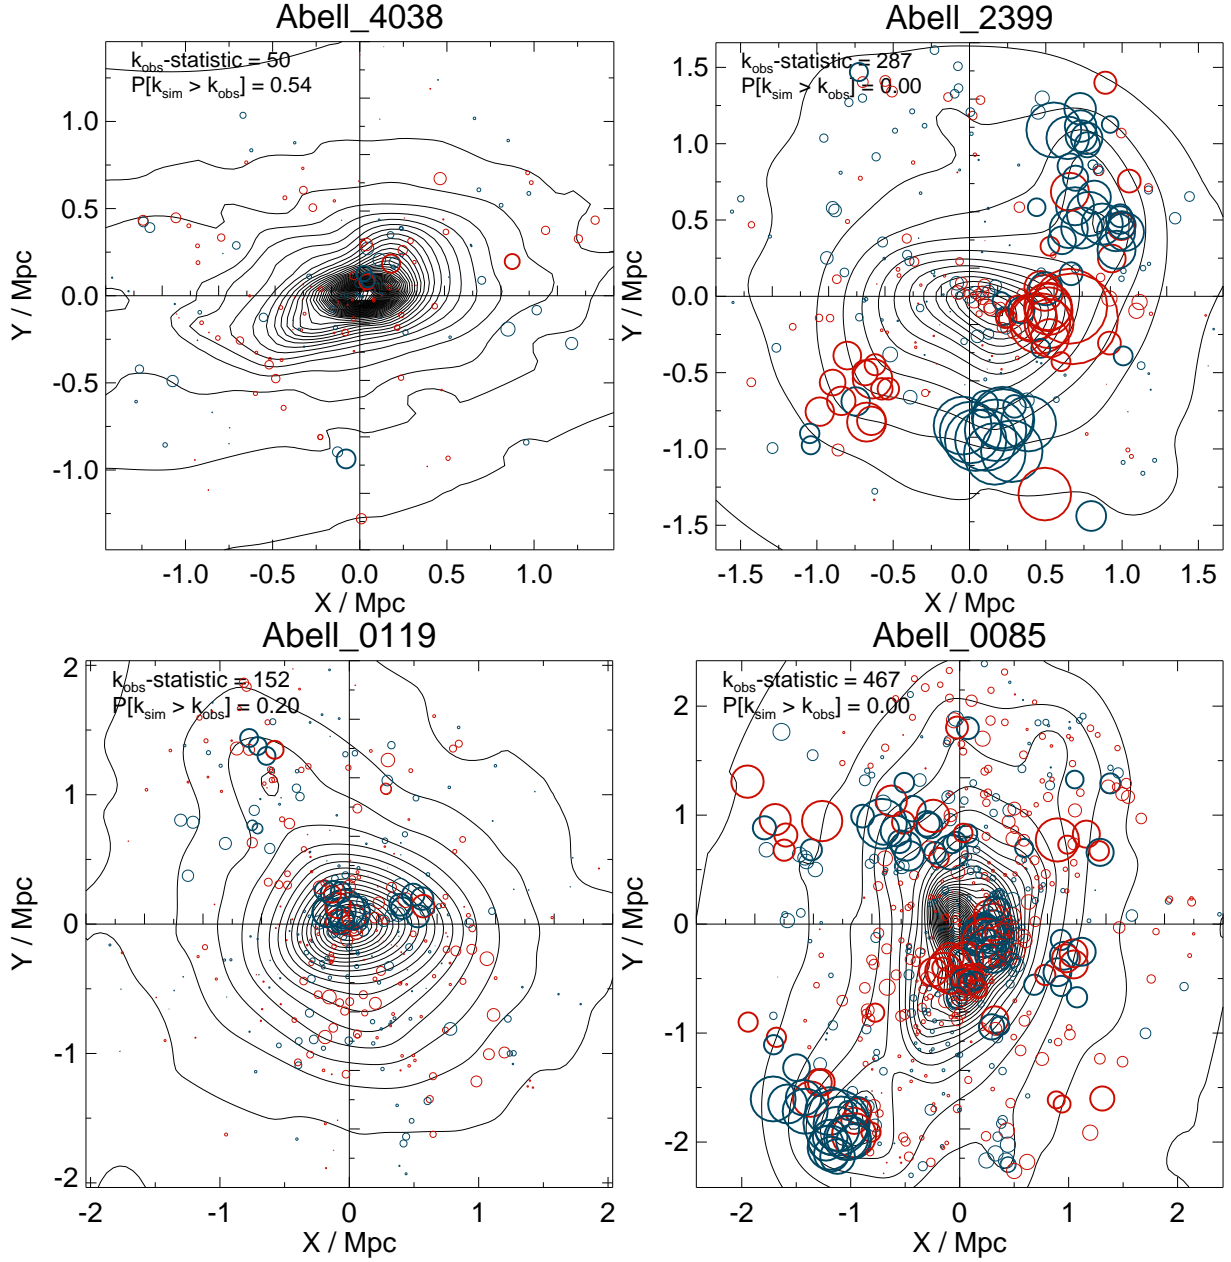 Abell_4038
k_obs-statistic = 50
P[k_sim > k_obs] = 0.54
Y / Mpc
1.0
0.5
0.0
-0.5
-1.0
-1.0 -0.5 0.0 0.5 1.0
X / Mpc
Abell_2399
k_obs-statistic = 287
P[k_sim > k_obs] = 0.00
Y / Mpc
1.5
1.0
0.5
0.0
-0.5
-1.0
-1.5
-1.5 -1.0 -0.5 0.0 0.5 1.0 1.5
X / Mpc
Abell_0119
k_obs-statistic = 152
P[k_sim > k_obs] = 0.20
Y / Mpc
2
1
0
-1
-2
-2 -1 0 1 2
X / Mpc
Abell_0085
k_obs-statistic = 467
P[k_sim > k_obs] = 0.00
Y / Mpc
2
1
0
-1
-2
-2 -1 0 1 2
X / Mpc